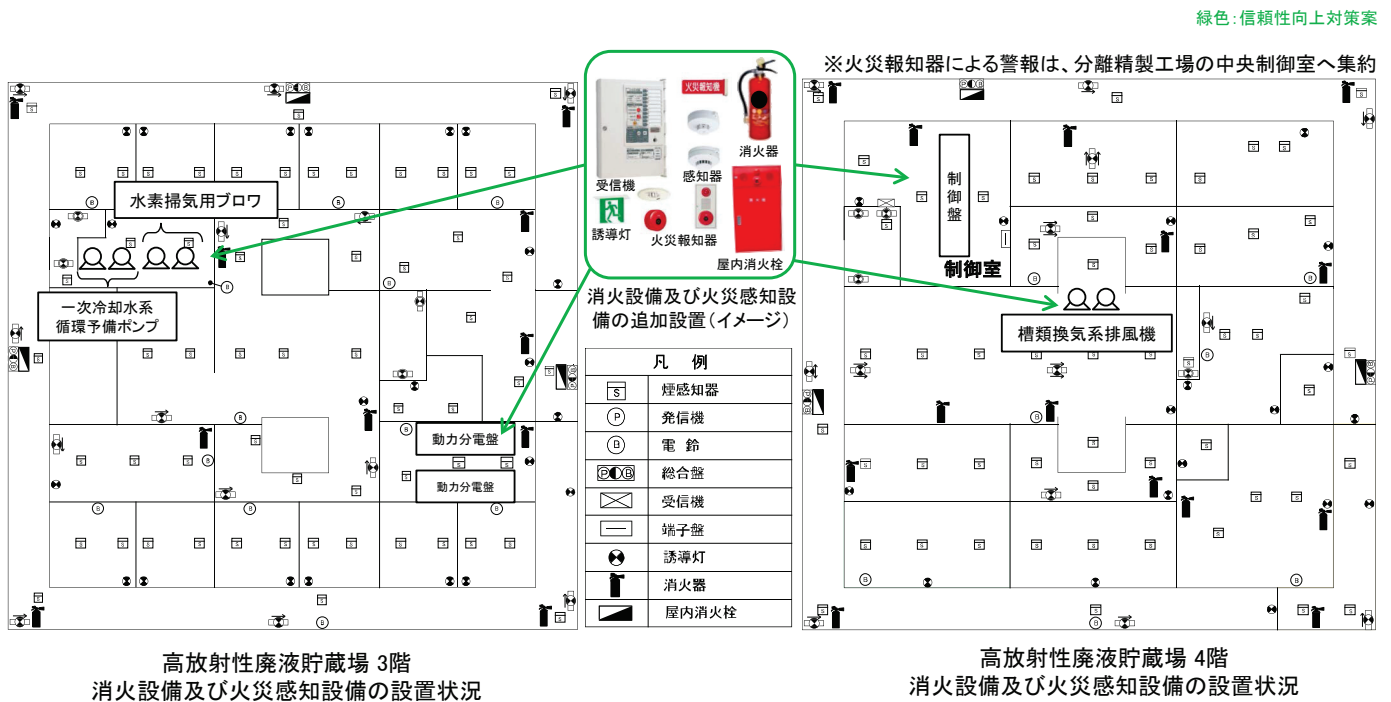 緑色：信頼性向上対策案
※火災報知器による警報は、分離精製工場の中央制御室へ集約
火災報知機
消火器
受信機
感知器
誘導灯
火災報知器
屋内消火栓
消火設備及び火災感知設
備の追加設置（イメージ）
水素掃気用ブロワ
一次冷却水系
循環予備ポンプ
動力分電盤
動力分電盤
凡 例
S 煙感知器
P 発信機
B 電 鈴
P B 総合盤
受信機
端子盤
誘導灯
消火器
屋内消火栓
制御盤
制御室
槽類換気系排風機
高放射性廃液貯蔵場 3階
消火設備及び火災感知設備の設置状況
高放射性廃液貯蔵場 4階
消火設備及び火災感知設備の設置状況